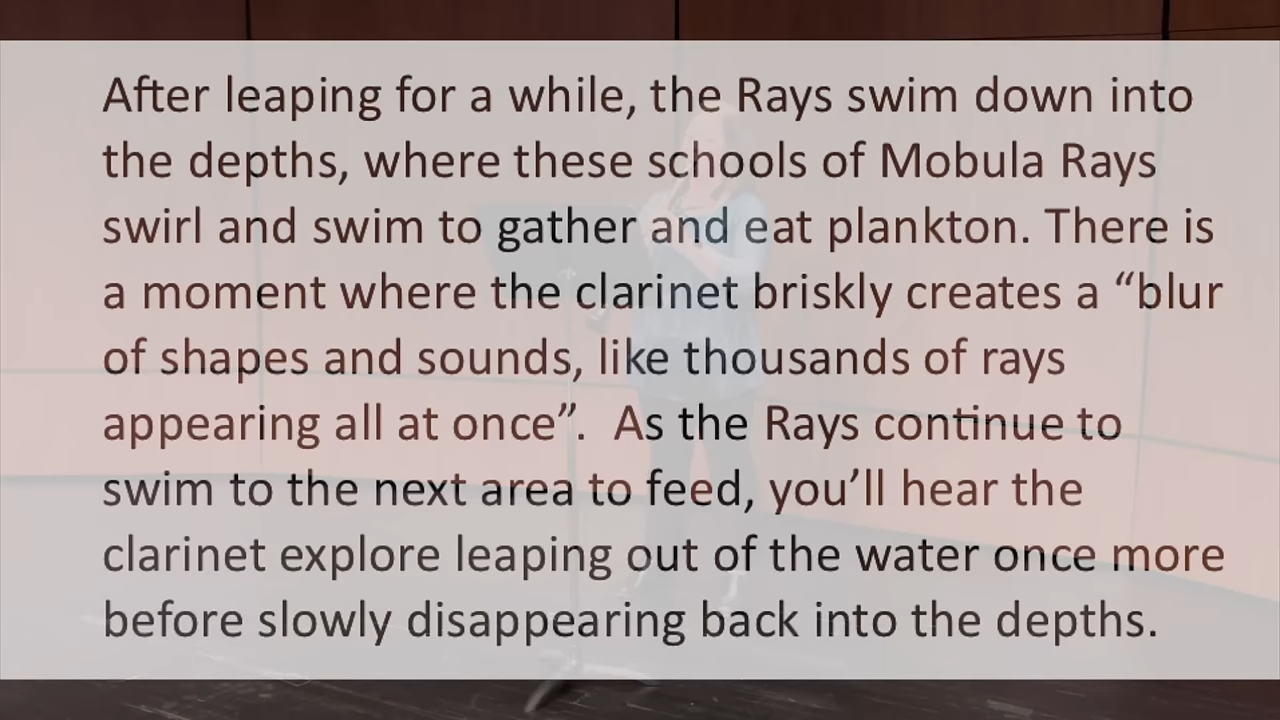 After leaping for a while, the Rays swim down into
the depths, where these schools of Mobula Rays
swirl and swim to gather and eat plankton. There is
a moment where the clarinet briskly creates a “blur
of shapes and sounds, like thousands of rays
appearing all at once”.  As the Rays continue to
swim to the next area to feed, you’ll hear the
clarinet explore leaping out of the water once more
before slowly disappearing back into the depths.